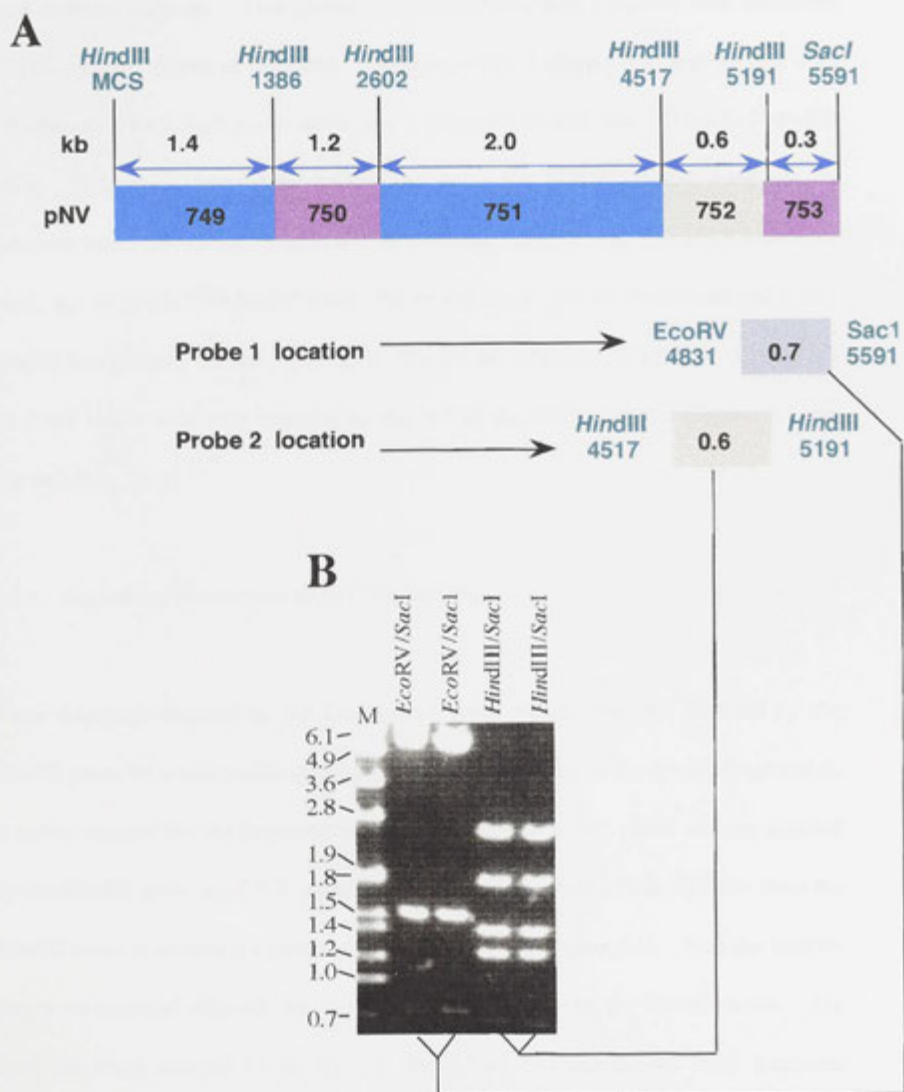 A
HindIII HindIII HindIII HindIII HindIII SacI
MCS 1386 2602 4517 5191 5591
kb 1.4 1.2 2.0 0.6 0.3
pNV 749 750 751 752 753
Probe 1 location EcoRV 4831 0.7 Sac1 5591
Probe 2 location HindIII 4517 0.6 HindIII 5191
B
M EcoRV/SacI EcoRV/SacI HindIII/SacI HindIII/SacI
6.1
4.9
3.6
2.8
1.9
1.8
1.5
1.4
1.2
1.0
0.7